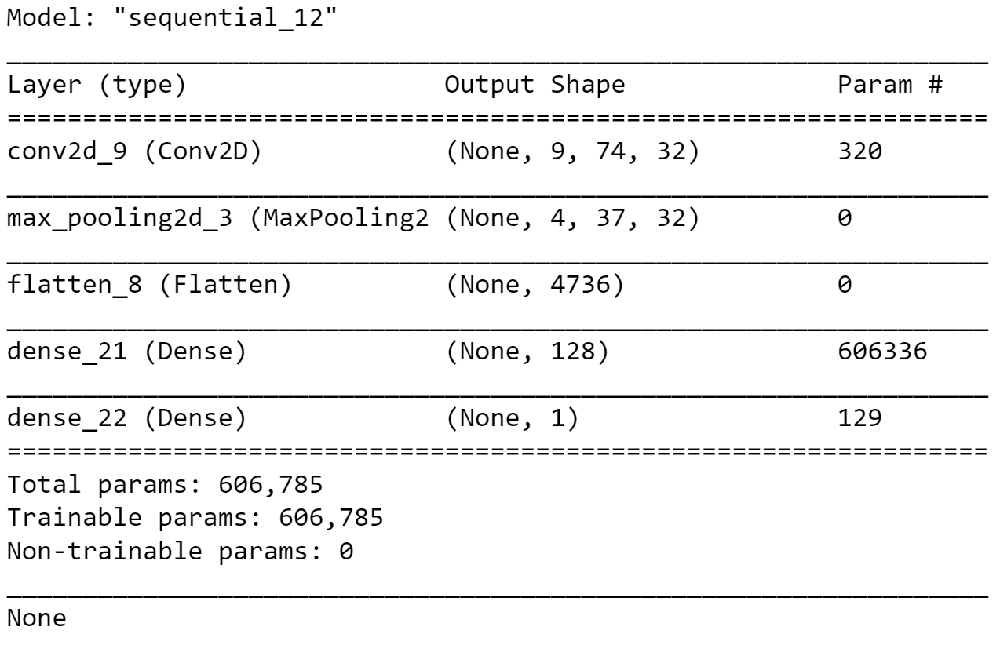 Model: "sequential_12"
_________________________________________________________________
Layer (type)                 Output Shape              Param #
=================================================================
conv2d_9 (Conv2D)            (None, 9, 74, 32)         320
_________________________________________________________________
max_pooling2d_3 (MaxPooling2 (None, 4, 37, 32)         0
_________________________________________________________________
flatten_8 (Flatten)          (None, 4736)              0
_________________________________________________________________
dense_21 (Dense)             (None, 128)               606336
_________________________________________________________________
dense_22 (Dense)             (None, 1)                 129
=================================================================
Total params: 606,785
Trainable params: 606,785
Non-trainable params: 0
_________________________________________________________________
None